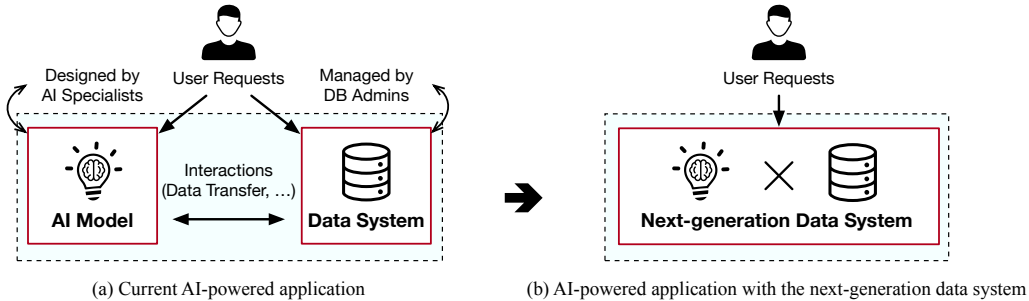 Designed by
AI Specialists
User Requests
Managed by
DB Admins
AI Model
Interactions
(Data Transfer, ...)
Data System
(a) Current AI-powered application
User Requests
Next-generation Data System
(b) AI-powered application with the next-generation data system